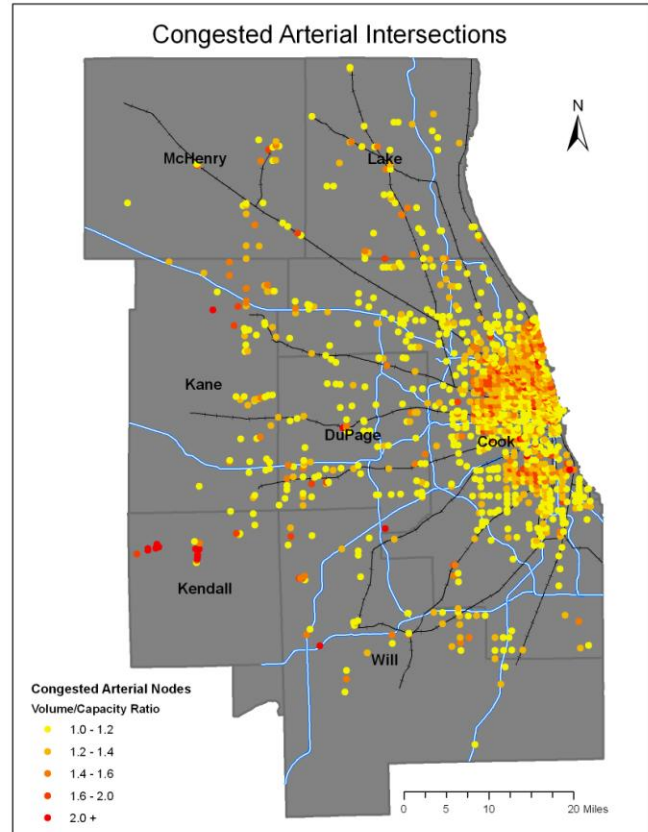 Congested Arterial Intersections
N
McHenry
Lake
Kane
DuPage
Cook
Kendall
Will
Congested Arterial Nodes
Volume/Capacity Ratio
1.0 - 1.2
1.2 - 1.4
1.4 - 1.6
1.6 - 2.0
2.0 +
0 5 10 15 20 Miles